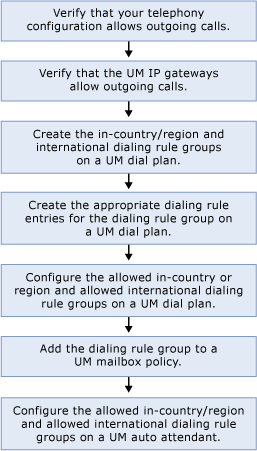 Verify that your telephony
configuration allows outgoing calls.
Verify that the UM IP gateways
allow outgoing calls.
Create the in-country/region and
international dialing rule groups
on a UM dial plan.
Create the appropriate dialing rule
entries for the dialing rule group on
a UM dial plan.
Configure the allowed in-country or
region and allowed international dialing
rule groups on a UM dial plan.
Add the dialing rule group to a
UM mailbox policy.
Configure the allowed in-country/region
and allowed international dialing rule
groups on a UM auto attendant.